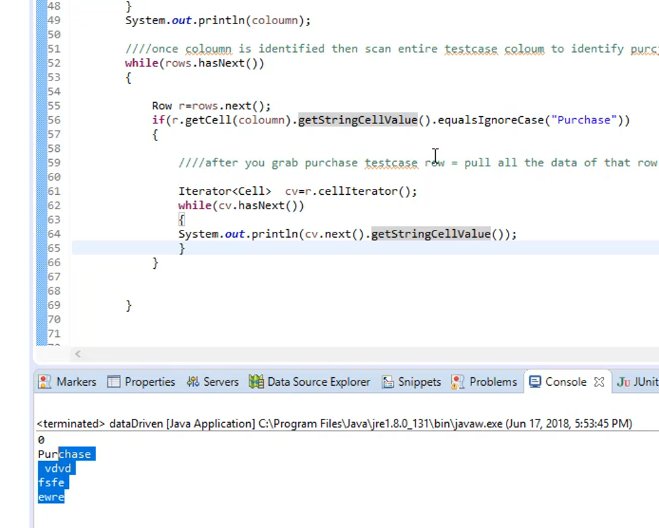 48 }
49 System.out.println(coloumn);
50
51 ////once coloumn is identified then scan entire testcase coloum to identify purc
52 while(rows.hasNext())
53 {
54
55 Row r=rows.next();
56 if(r.getCell(coloumn).getStringCellValue().equalsIgnoreCase("Purchase"))
57 {
58
59 ////after you grab purchase testcase row = pull all the data of that row
60
61 Iterator<Cell>  cv=r.cellIterator();
62 while(cv.hasNext())
63 {
64 System.out.println(cv.next().getStringCellValue());
65 }
66 }
67
68
69 }
70
71
<
Markers Properties Servers Data Source Explorer Snippets Problems Console JUnit
<terminated> dataDriven [Java Application] C:\Program Files\Java\jre1.8.0_131\bin\javaw.exe (Jun 17, 2018, 5:53:45 PM)
0
Purchase
vdvd
fsfe
ewre